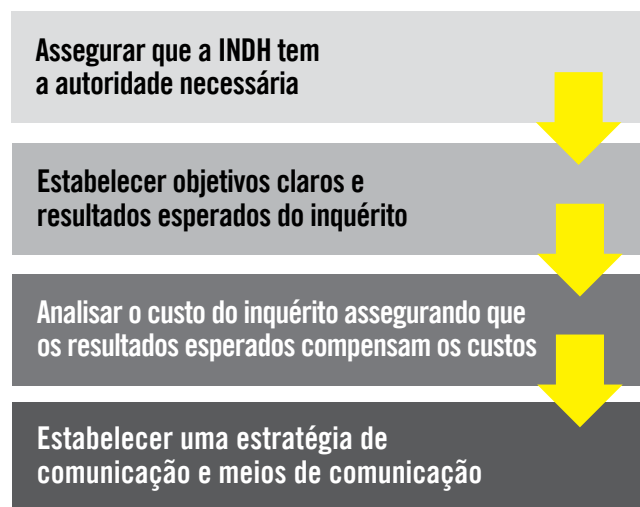 Assegurar que a INDH tem
a autoridade necessária
Estabelecer objetivos claros e
resultados esperados do inquérito
Analisar o custo do inquérito assegurando que
os resultados esperados compensam os custos
Estabelecer uma estratégia de
comunicação e meios de comunicação